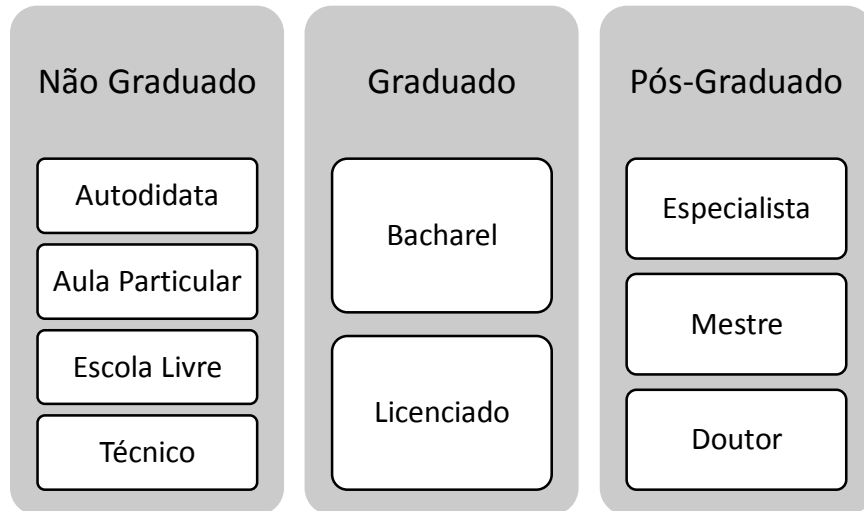 Não Graduado
Autodidata
Aula Particular
Escola Livre
Técnico
Graduado
Bacharel
Licenciado
Pós-Graduado
Especialista
Mestre
Doutor